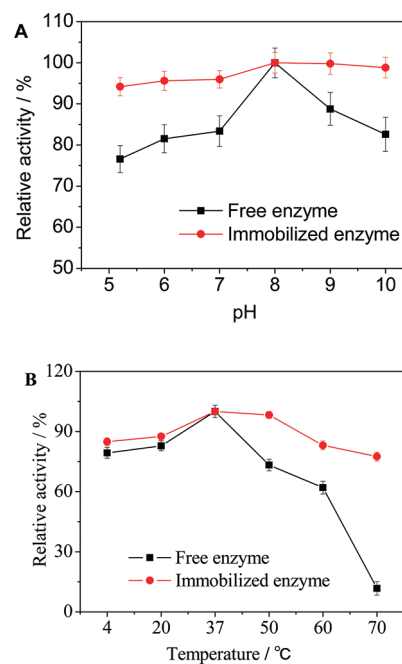 A
Relative activity / %
110
100
90
80
70
60
50
Free enzyme
Immobilized enzyme
5 6 7 8 9 10
pH
B
Relative activity / %
120
90
60
30
0
Free enzyme
Immobilized enzyme
4 20 37 50 60 70
Temperature / °C